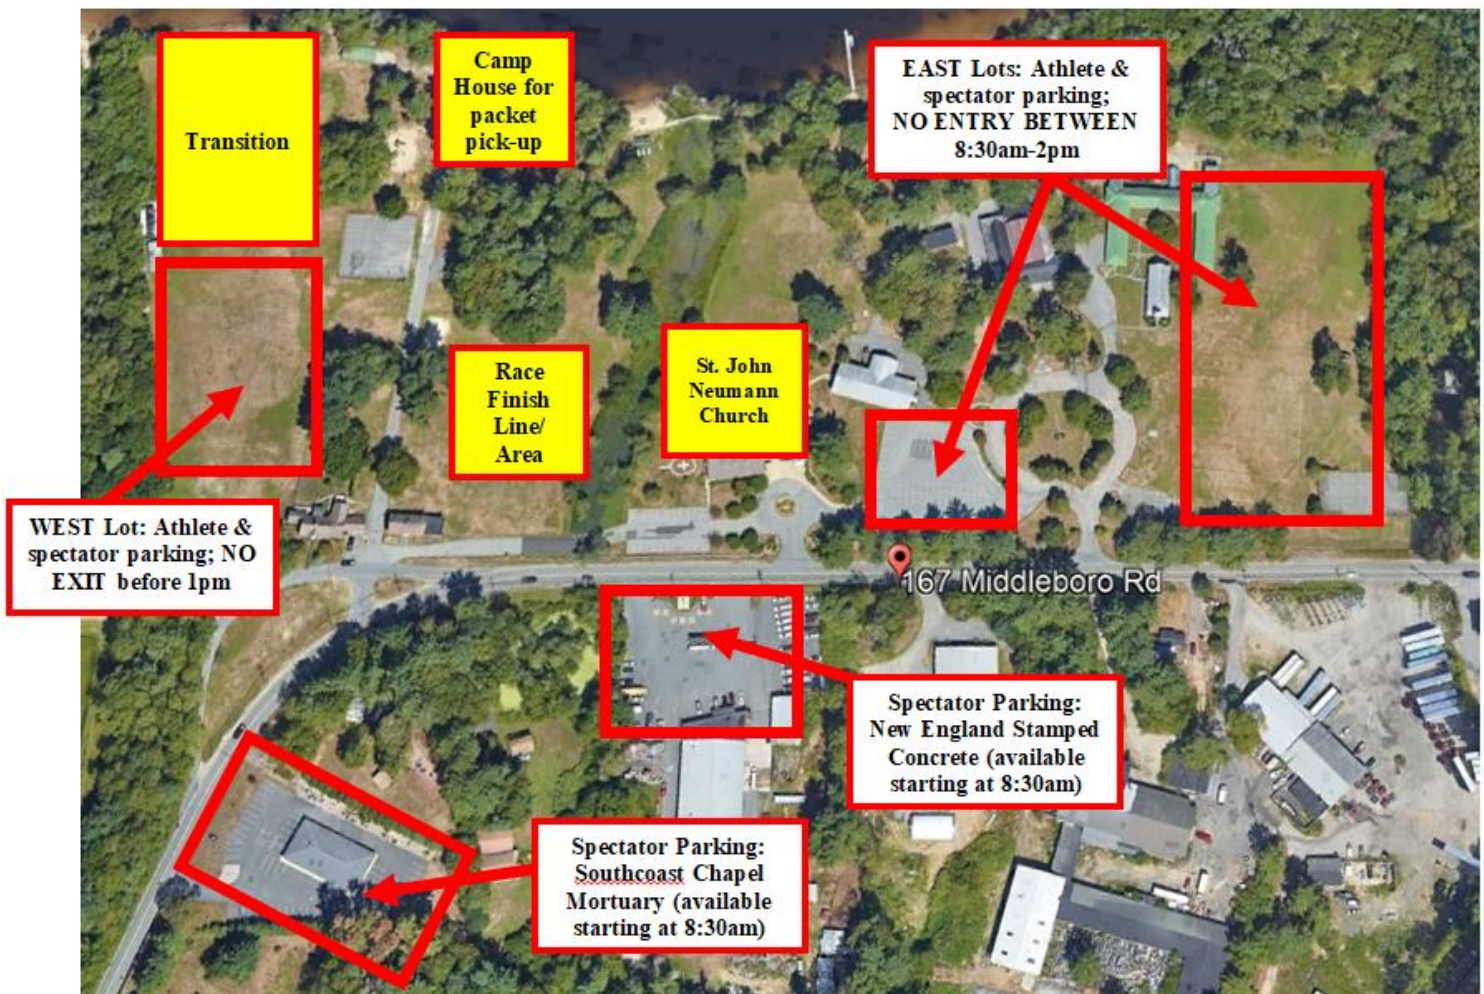 Transition
Camp
House for
packet
pick-up
EAST Lots: Athlete &
spectator parking;
NO ENTRY BETWEEN
8:30am-2pm
Race
Finish
Line/
Area
St. John
Neumann
Church
WEST Lot: Athlete &
spectator parking; NO
EXIT before 1pm
167 Middleboro Rd
Spectator Parking:
New England Stamped
Concrete (available
starting at 8:30am)
Spectator Parking:
Southcoast Chapel
Mortuary (available
starting at 8:30am)